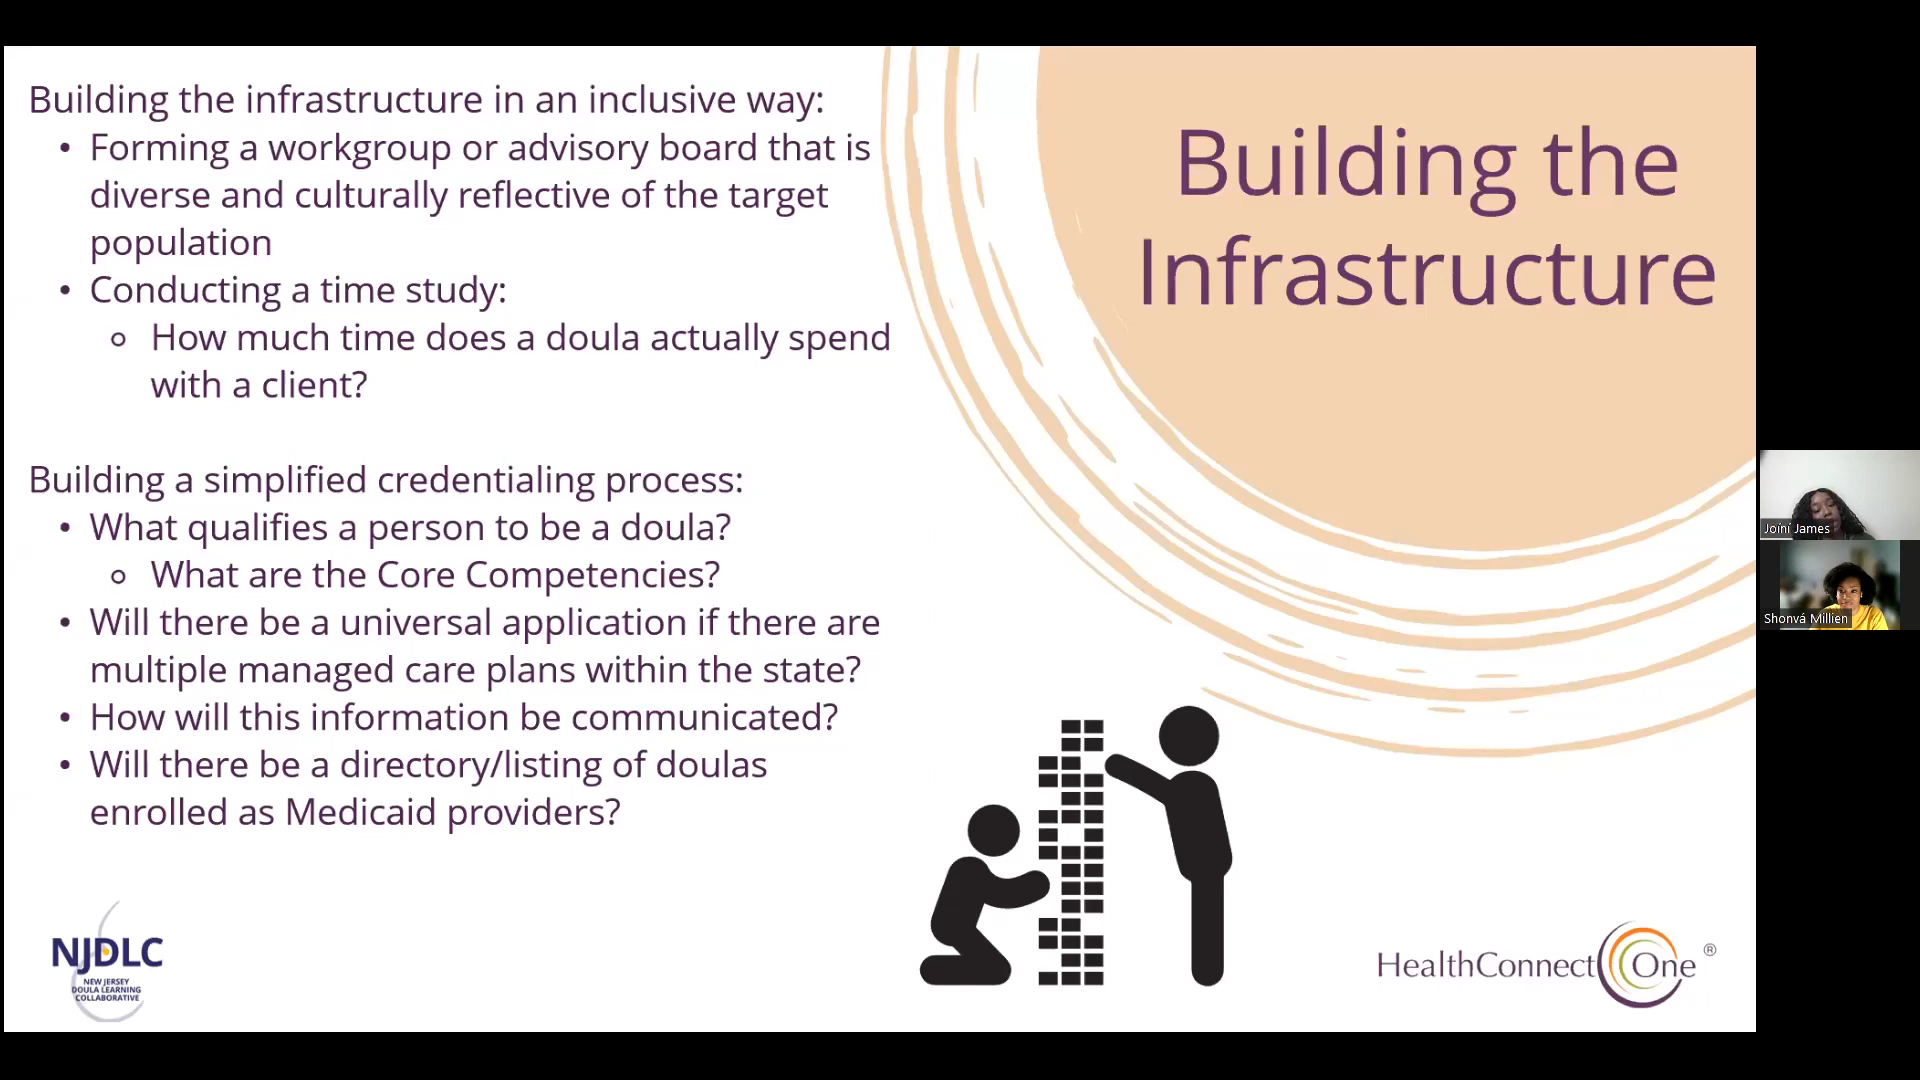 Building the infrastructure in an inclusive way:
• Forming a workgroup or advisory board that is
diverse and culturally reflective of the target
population
• Conducting a time study:
○ How much time does a doula actually spend
with a client?
Building a simplified credentialing process:
• What qualifies a person to be a doula?
○ What are the Core Competencies?
• Will there be a universal application if there are
multiple managed care plans within the state?
• How will this information be communicated?
• Will there be a directory/listing of doulas
enrolled as Medicaid providers?
Building the
Infrastructure
NJDLC
NEW JERSEY
DOULA LEARNING
COLLABORATIVE
HealthConnect One ®
Joíní James
Shonvá Millien